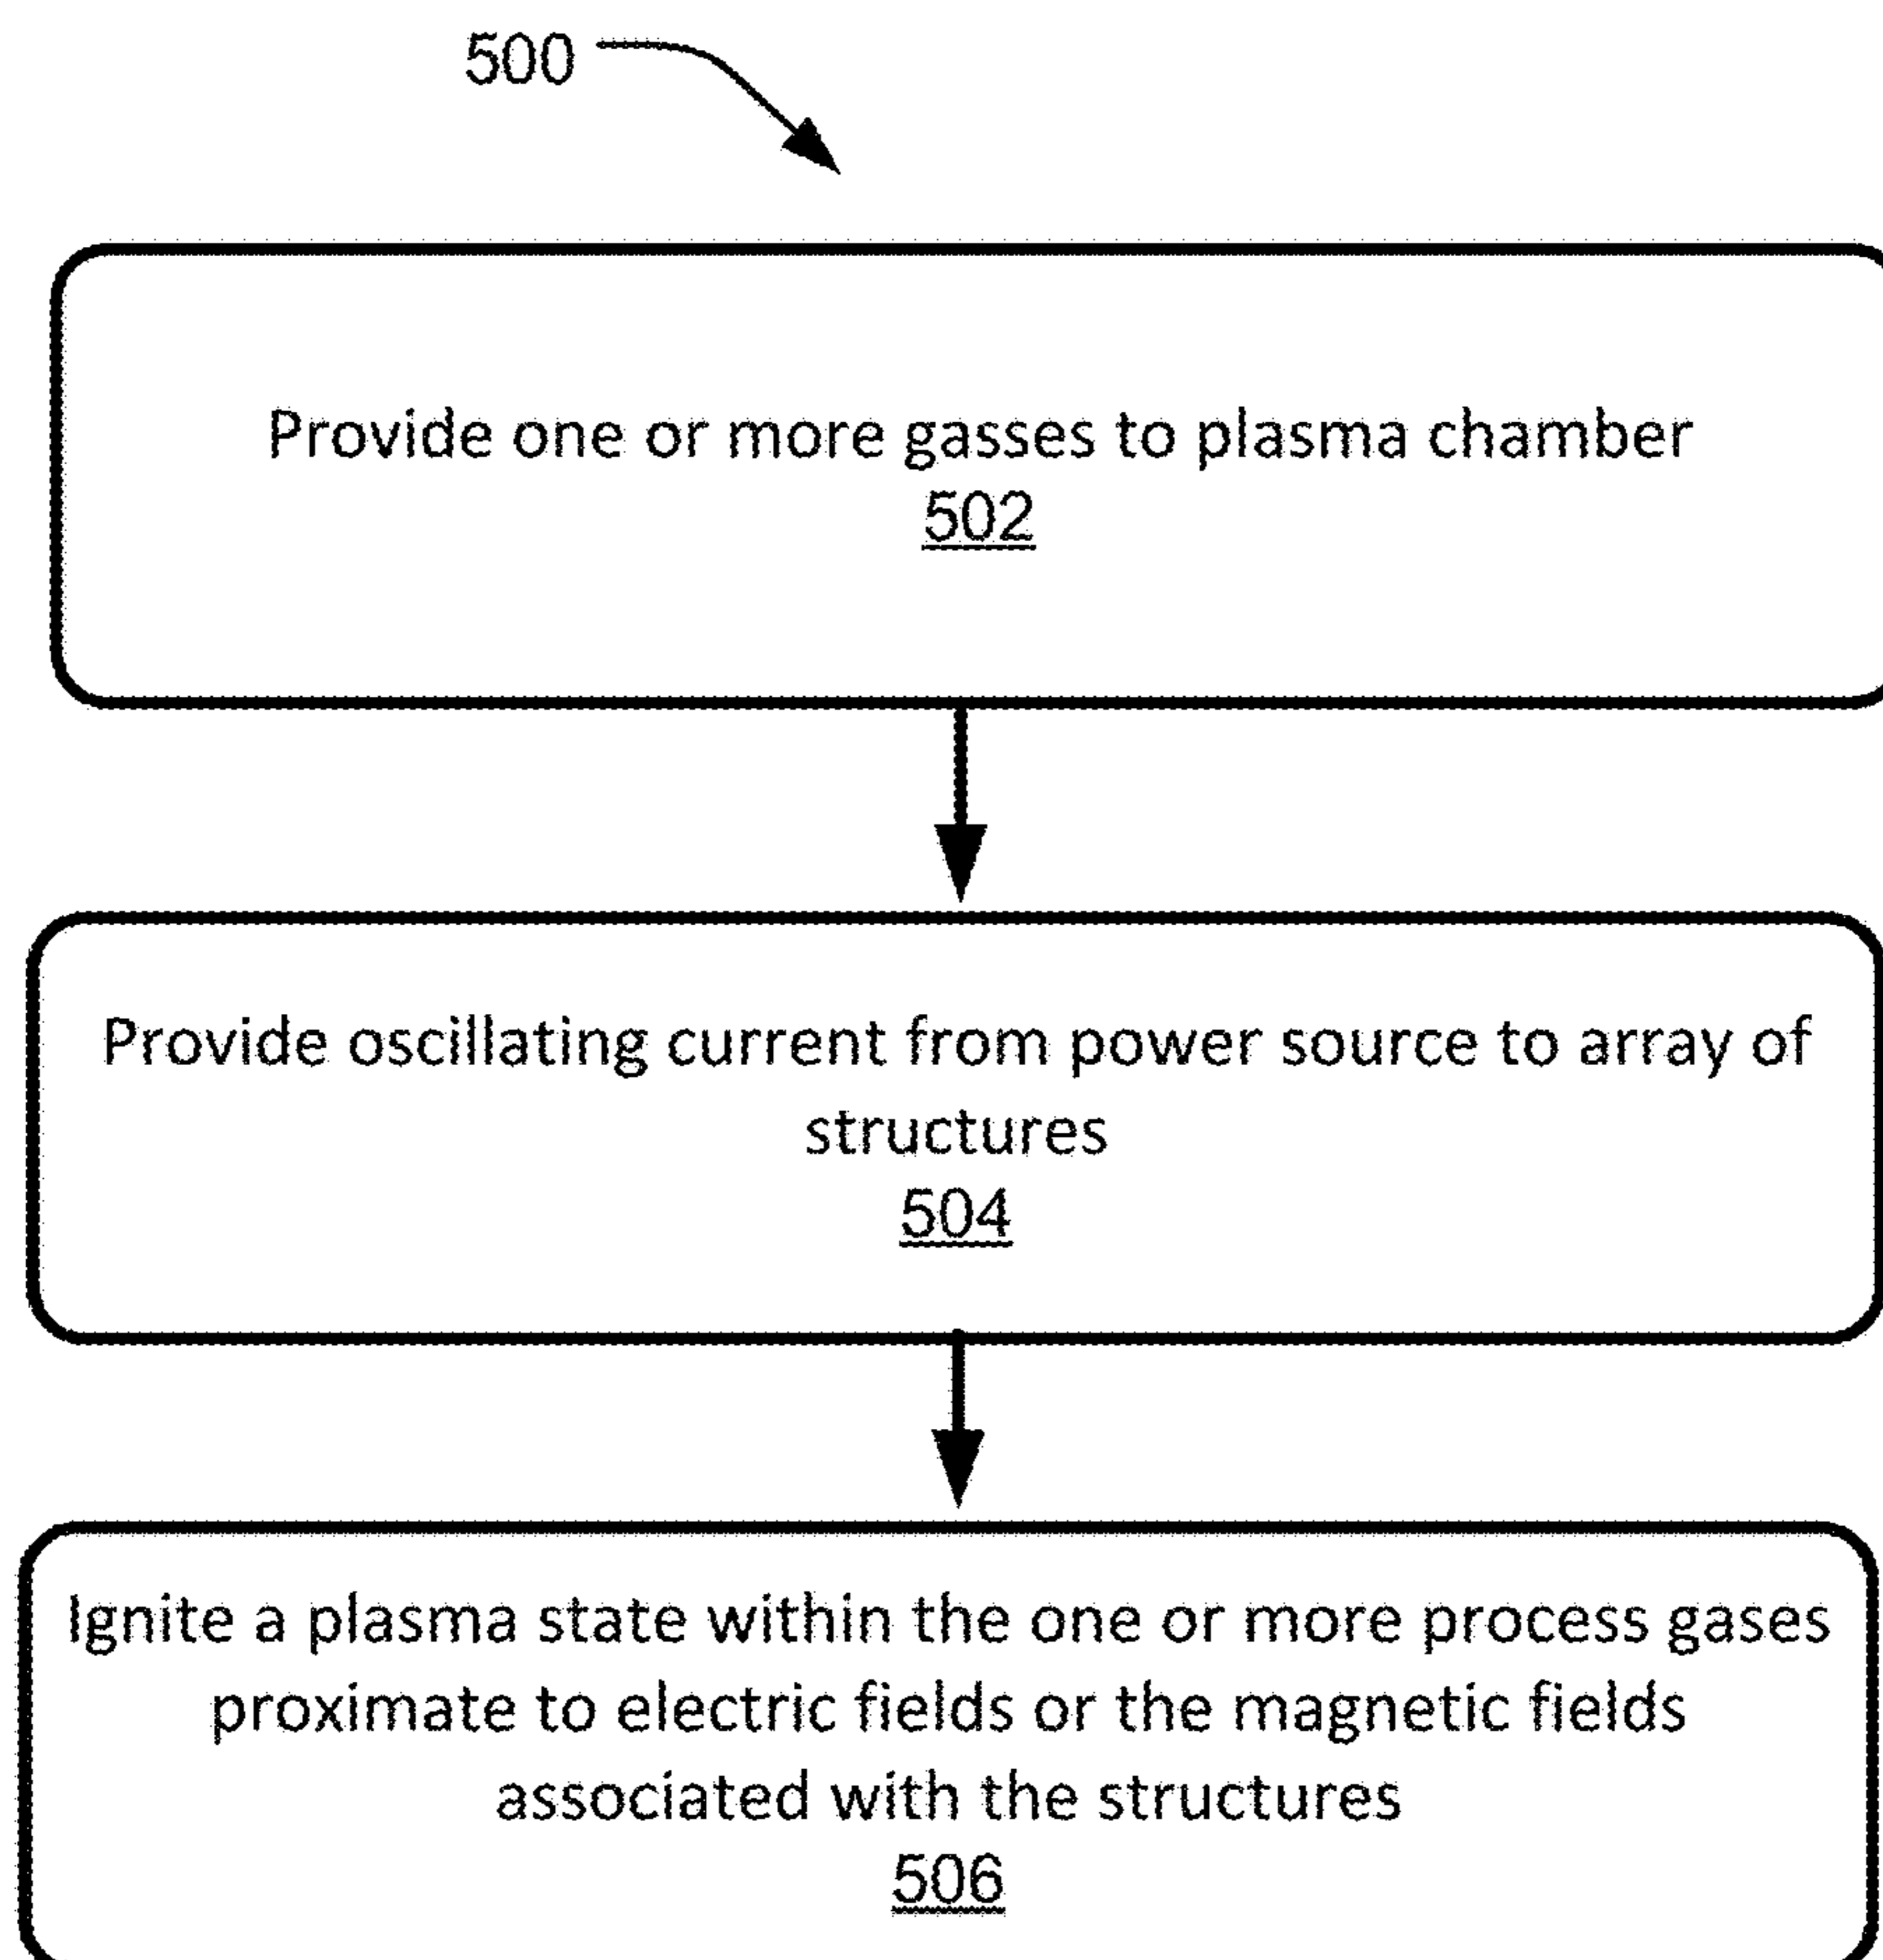 500
Provide one or more gasses to plasma chamber
502
Provide oscillating current from power source to array of
structures
504
Ignite a plasma state within the one or more process gases
proximate to electric fields or the magnetic fields
associated with the structures
506